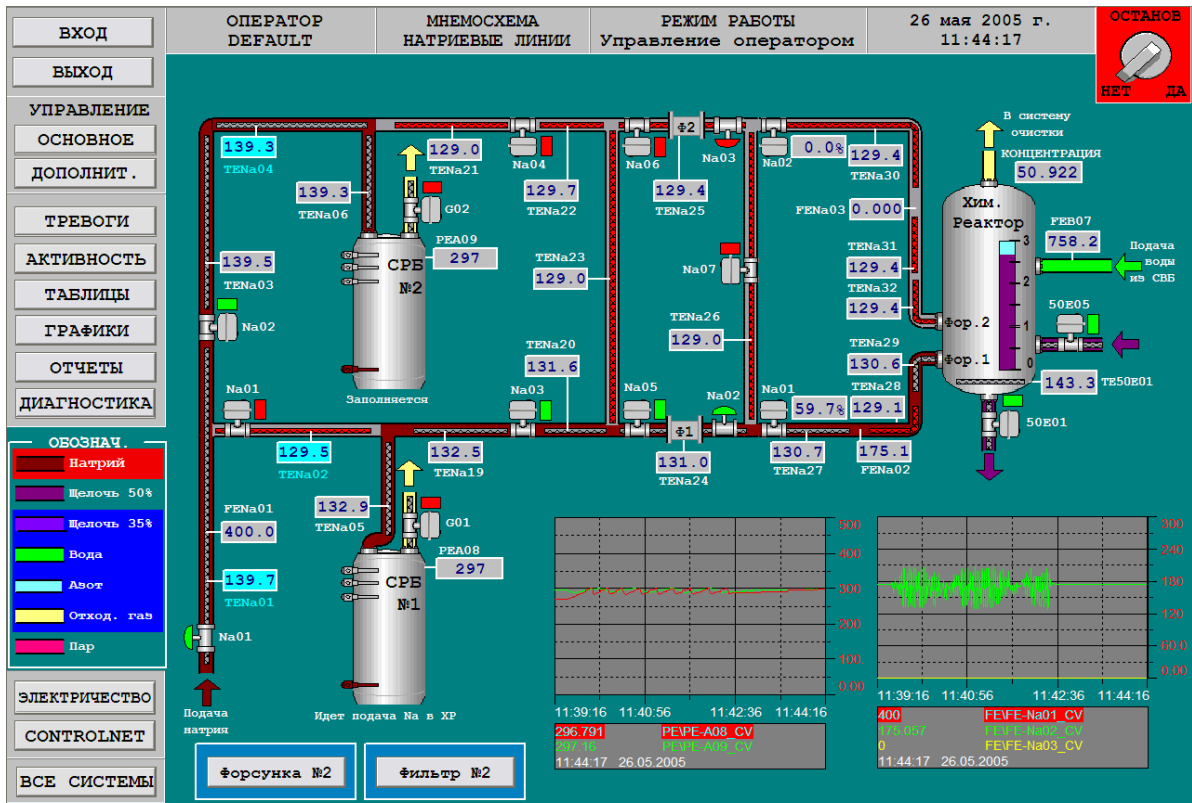 ВХОД
ВЫХОД
УПРАВЛЕНИЕ
ОСНОВНОЕ
ДОПОЛНИТ.
ТРЕВОГИ
АКТИВНОСТЬ
ТАБЛИЦЫ
ГРАФИКИ
ОТЧЕТЫ
ДИАГНОСТИКА
ОБОЗНАЧ.
Натрий
Щелочь 50%
Щелочь 35%
Вода
Азот
Отход. газ
Пар
ЭЛЕКТРИЧЕСТВО
CONTROLNET
ВСЕ СИСТЕМЫ
ОПЕРАТОР
DEFAULT
МНЕМОСХЕМА
НАТРИЕВЫЕ ЛИНИИ
РЕЖИМ РАБОТЫ
Управление оператором
26 мая 2005 г.
11:44:17
ОСТАНОВ
НЕТ ДА
139.3
TENa04
139.3
TENa06
129.0
TENa21
Na04
129.7
TENa22
Na06
Ф2
129.4
TENa25
Na03
Na02
0.0%
129.4
TENa30
В систему
очистки
КОНЦЕНТРАЦИЯ
50.922
G02
FENa03 0.000
Хим.
Реактор
FEB07
758.2
Подача
воды
из СВБ
139.5
TENa03
PEA09
297
СРБ
№2
TENa23
129.0
Na07
TENa31
129.4
TENa32
129.4
3
2
1
0
Фор.2
Фор.1
50E05
Na02
TENa26
129.0
TENa20
131.6
TENa29
130.6
TENa28
129.1
143.3 TE50E01
50E01
Заполняется
Na01
Na03
Na05
Na02
Na01
59.7%
129.5
TENa02
132.5
TENa19
Ф1
131.0
TENa24
130.7
TENa27
175.1
FENa02
FENa01
400.0
132.9
TENa05
G01
PEA08
297
СРБ
№1
139.7
TENa01
Na01
Подача
натрия
Идет подача Na в ХР
Форсунка №2
Фильтр №2
500
400
300
200
100.
0.00
11:39:16 11:40:56 11:42:36 11:44:16
296.791 PE\PE-A08_CV
297.16 PE\PE-A09_CV
11:44:17 26.05.2005
300
240
180
120
60.0
0.00
11:39:16 11:40:56 11:42:36 11:44:16
400 FE\FE-Na01_CV
175.057 FE\FE-Na02_CV
0 FE\FE-Na03_CV
11:44:17 26.05.2005